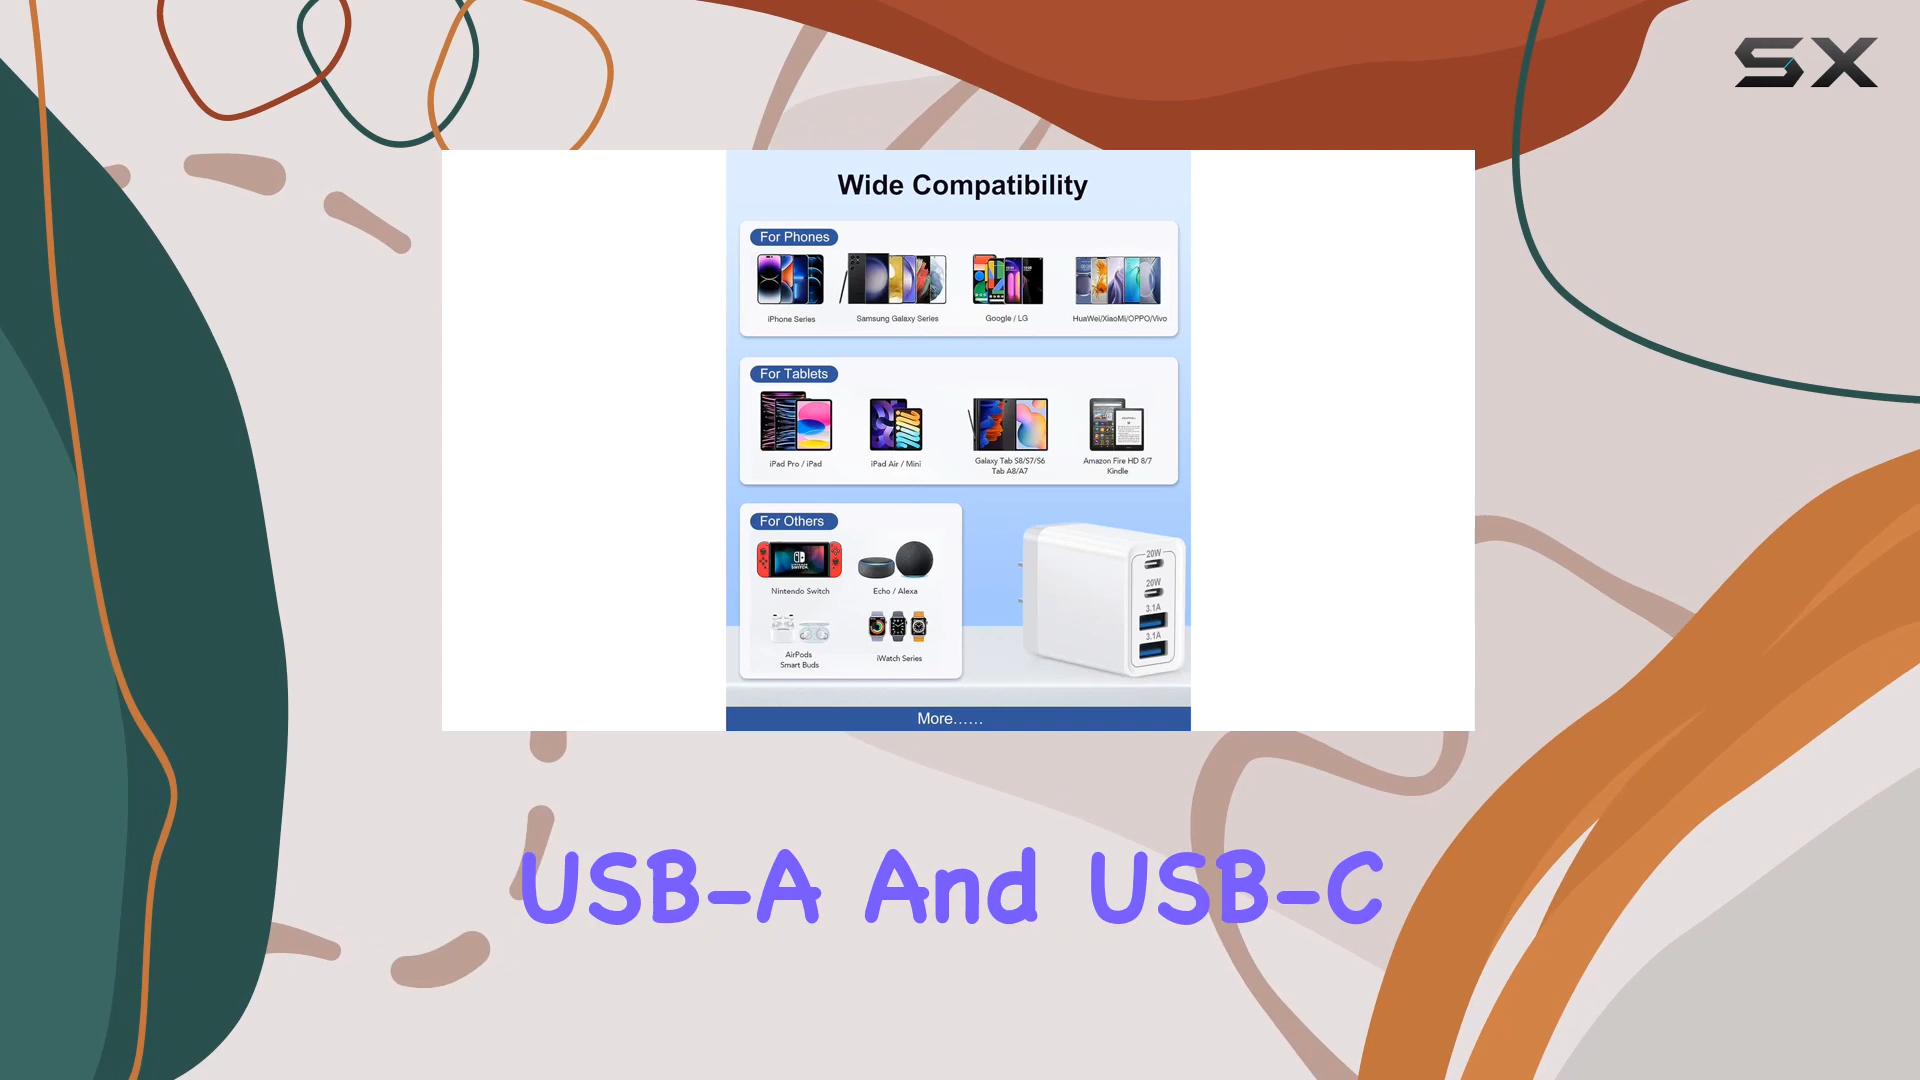 SX
Wide Compatibility
For Phones
iPhone Series
Samsung Galaxy Series
Google / LG
HuaWei/XiaoMi/OPPO/Vivo
For Tablets
iPad Pro / iPad
iPad Air / Mini
Galaxy Tab S8/S7/S6
Tab A8/A7
Amazon Fire HD 8/7
Kindle
For Others
Nintendo Switch
Echo / Alexa
AirPods
Smart Buds
iWatch Series
20W
20W
3.1A
3.1A
More......
USB-A And USB-C